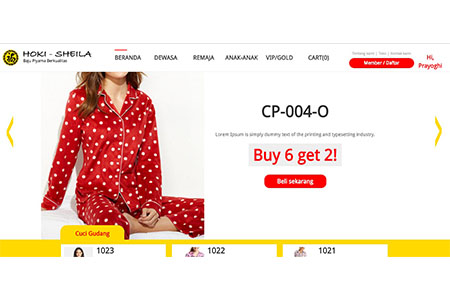 HOKI - SHEILA
Baju Piyama Berkualitas
BERANDA DEWASA REMAJA ANAK-ANAK VIP/GOLD CART(0)
Tentang kami | Toko | Kontak kami
Member / Daftar
Hi,
Prayoghi
CP-004-O
Lorem Ipsum is simply dummy text of the printing and typesetting industry.
Buy 6 get 2!
Beli sekarang
Cuci Gudang
1023 1022 1021